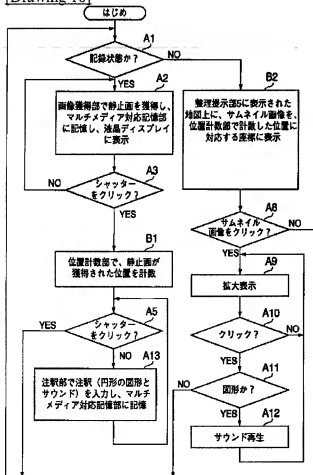 [Drawing 10]
はじめ
A1
記録状態か?
NO
YES
A2
画像獲得部で静止画を獲得し、
マルチメディア対応記憶部
に記憶し、液晶ディスプレイ
に表示
A3
シャッター
をクリック?
NO
YES
B1
位置計数部で、静止画が
獲得された位置を計数
A5
シャッター
をクリック?
YES
NO
A13
注釈部で注釈(円形の図形と
サウンド)を入力し、マルチ
メディア対応記憶部に記憶
B2
整理提示部5に表示された
地図上に、サムネイル画像を、
位置計数部で計数した位置に
対応する座標に表示
A8
サムネイル
画像をクリック?
NO
YES
A9
拡大表示
A10
クリック?
NO
YES
A11
図形か?
NO
YES
A12
サウンド再生